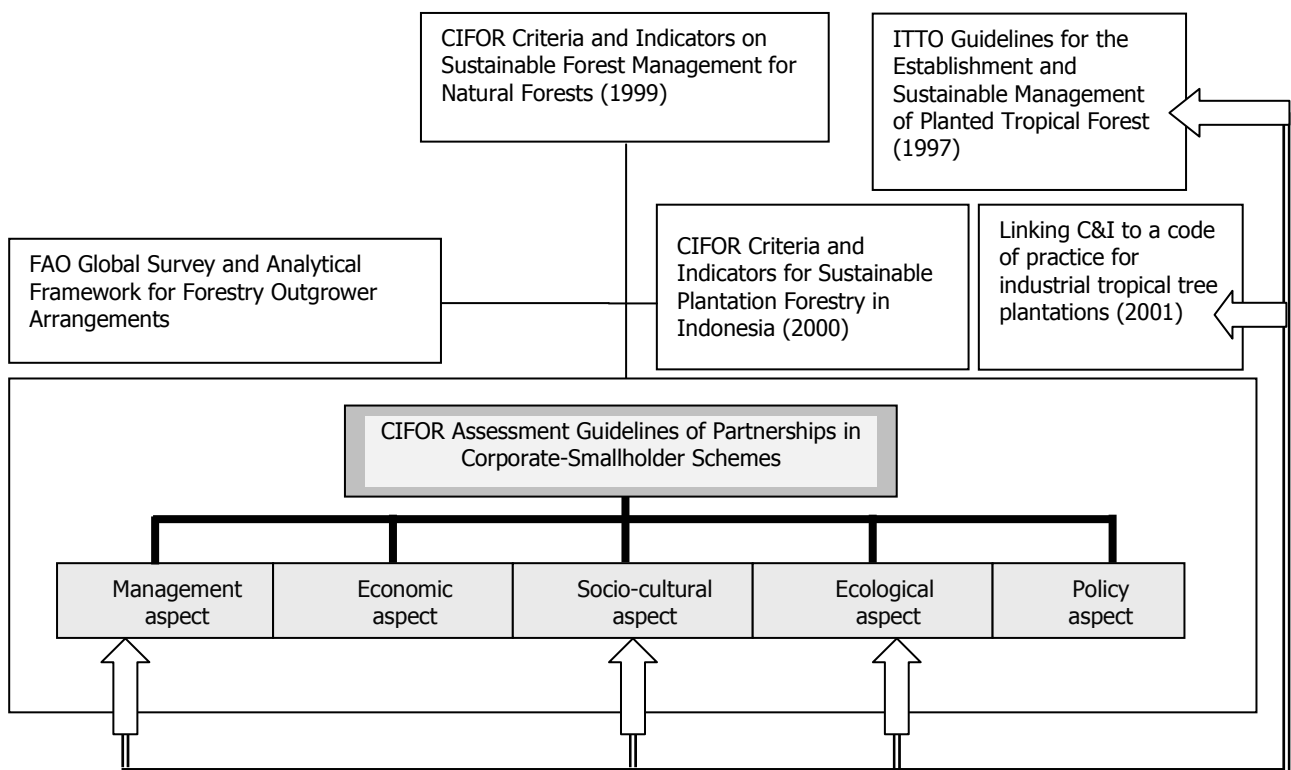 CIFOR Criteria and Indicators on
Sustainable Forest Management for
Natural Forests (1999)
ITTO Guidelines for the
Establishment and
Sustainable Management
of Planted Tropical Forest
(1997)
FAO Global Survey and Analytical
Framework for Forestry Outgrower
Arrangements
CIFOR Criteria and
Indicators for Sustainable
Plantation Forestry in
Indonesia (2000)
Linking C&I to a code
of practice for
industrial tropical tree
plantations (2001)
CIFOR Assessment Guidelines of Partnerships in
Corporate-Smallholder Schemes
Management
aspect
Economic
aspect
Socio-cultural
aspect
Ecological
aspect
Policy
aspect